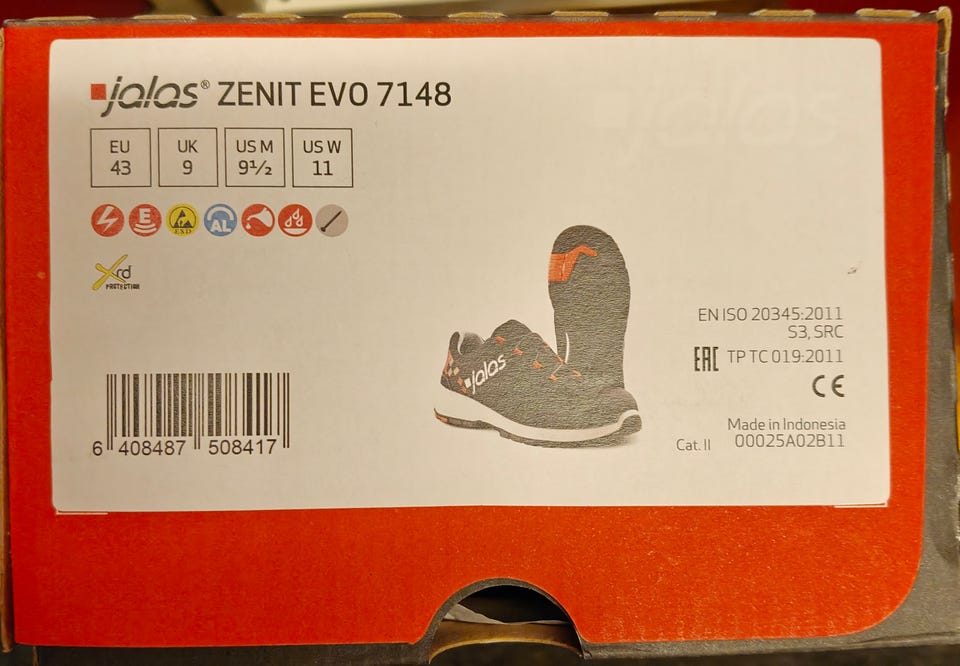 jalas® ZENIT EVO 7148
EU UK US M US W
43 9 9½ 11
E ESD AL
xrd
PROTECTION
jalas
EN ISO 20345:2011
S3, SRC
EAC TP TC 019:2011
CE
Made in Indonesia
Cat. II 00025A02B11
6 408487 508417